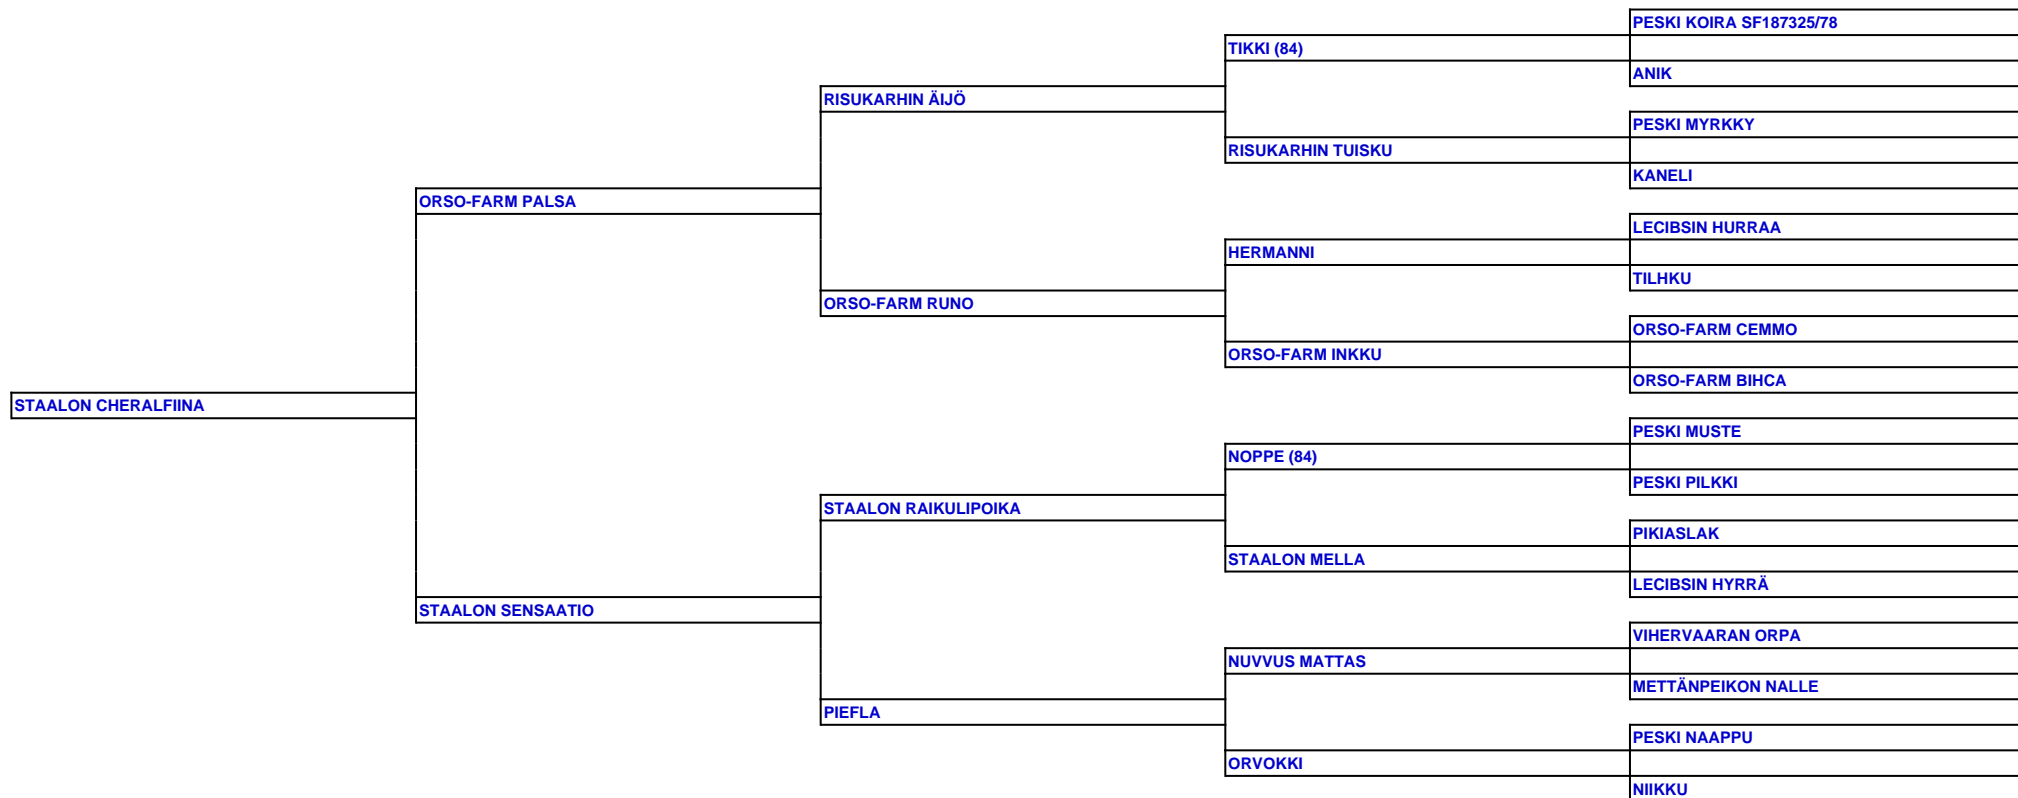 PESKI KOIRA SF187325/78
TIKKI (84)
ANIK
RISUKARHIN ÄIJÖ
PESKI MYRKKY
RISUKARHIN TUISKU
KANELI
ORSO-FARM PALSA
LECIBSIN HURRAA
HERMANNI
TILHKU
ORSO-FARM RUNO
ORSO-FARM CEMMO
ORSO-FARM INKKU
ORSO-FARM BIHCA
STAALON CHERALFIINA
PESKI MUSTE
NOPPE (84)
PESKI PILKKI
STAALON RAIKULIPOIKA
PIKIASLAK
STAALON MELLA
LECIBSIN HYRRÄ
STAALON SENSAATIO
VIHERVAARAN ORPA
NUVVUS MATTAS
METTÄNPEIKON NALLE
PIEFLA
PESKI NAAPPU
ORVOKKI
NIIKKU